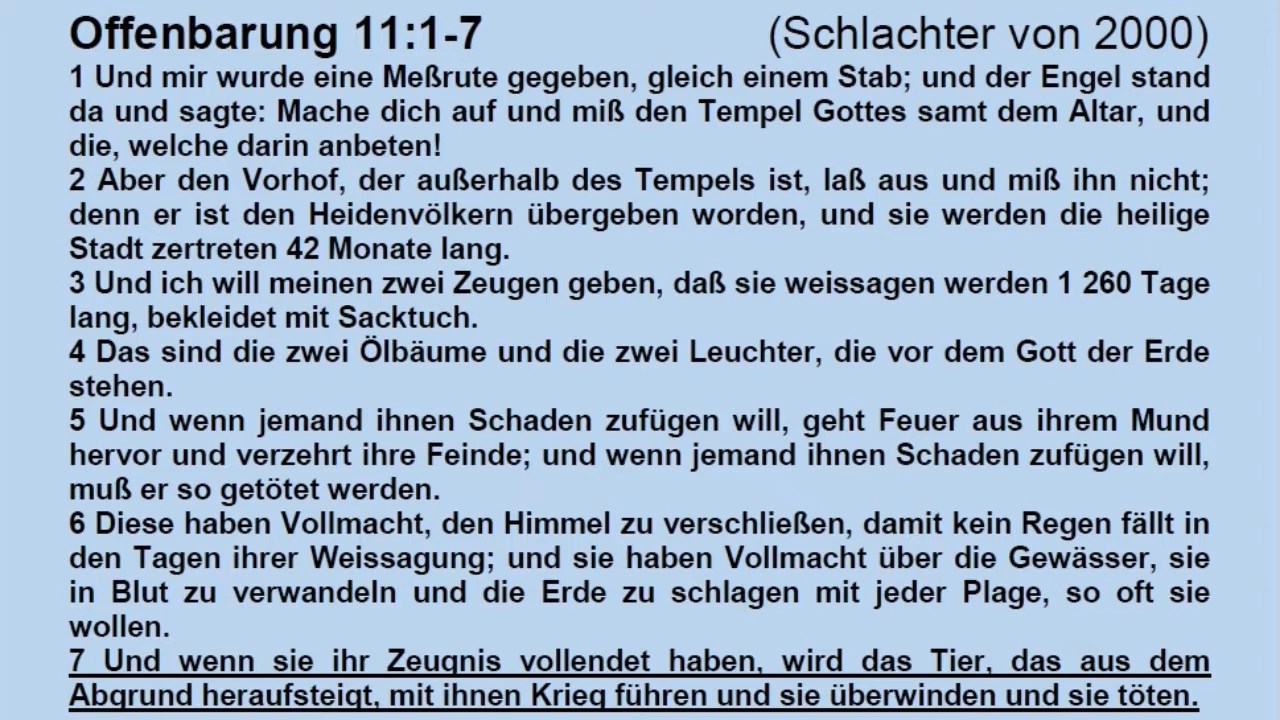 Offenbarung 11:1-7 (Schlachter von 2000)
1 Und mir wurde eine Meßrute gegeben, gleich einem Stab; und der Engel stand
da und sagte: Mache dich auf und miß den Tempel Gottes samt dem Altar, und
die, welche darin anbeten!
2 Aber den Vorhof, der außerhalb des Tempels ist, laß aus und miß ihn nicht;
denn er ist den Heidenvölkern übergeben worden, und sie werden die heilige
Stadt zertreten 42 Monate lang.
3 Und ich will meinen zwei Zeugen geben, daß sie weissagen werden 1 260 Tage
lang, bekleidet mit Sacktuch.
4 Das sind die zwei Ölbäume und die zwei Leuchter, die vor dem Gott der Erde
stehen.
5 Und wenn jemand ihnen Schaden zufügen will, geht Feuer aus ihrem Mund
hervor und verzehrt ihre Feinde; und wenn jemand ihnen Schaden zufügen will,
muß er so getötet werden.
6 Diese haben Vollmacht, den Himmel zu verschließen, damit kein Regen fällt in
den Tagen ihrer Weissagung; und sie haben Vollmacht über die Gewässer, sie
in Blut zu verwandeln und die Erde zu schlagen mit jeder Plage, so oft sie
wollen.
7 Und wenn sie ihr Zeugnis vollendet haben, wird das Tier, das aus dem
Abgrund heraufsteigt, mit ihnen Krieg führen und sie überwinden und sie töten.